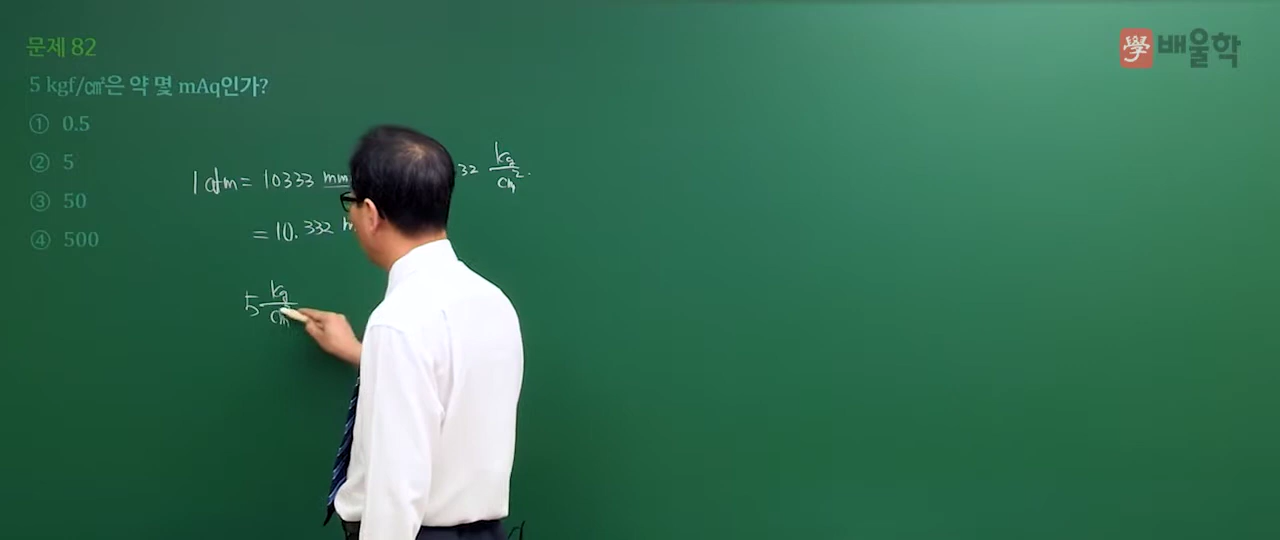 문제 82
5 kgf/㎠은 약 몇 mAq인가?
① 0.5
② 5
③ 50
④ 500
學 배울학
1 atm = 10333 mm 32 kg/cm².
= 10.332
5 kg/cm²